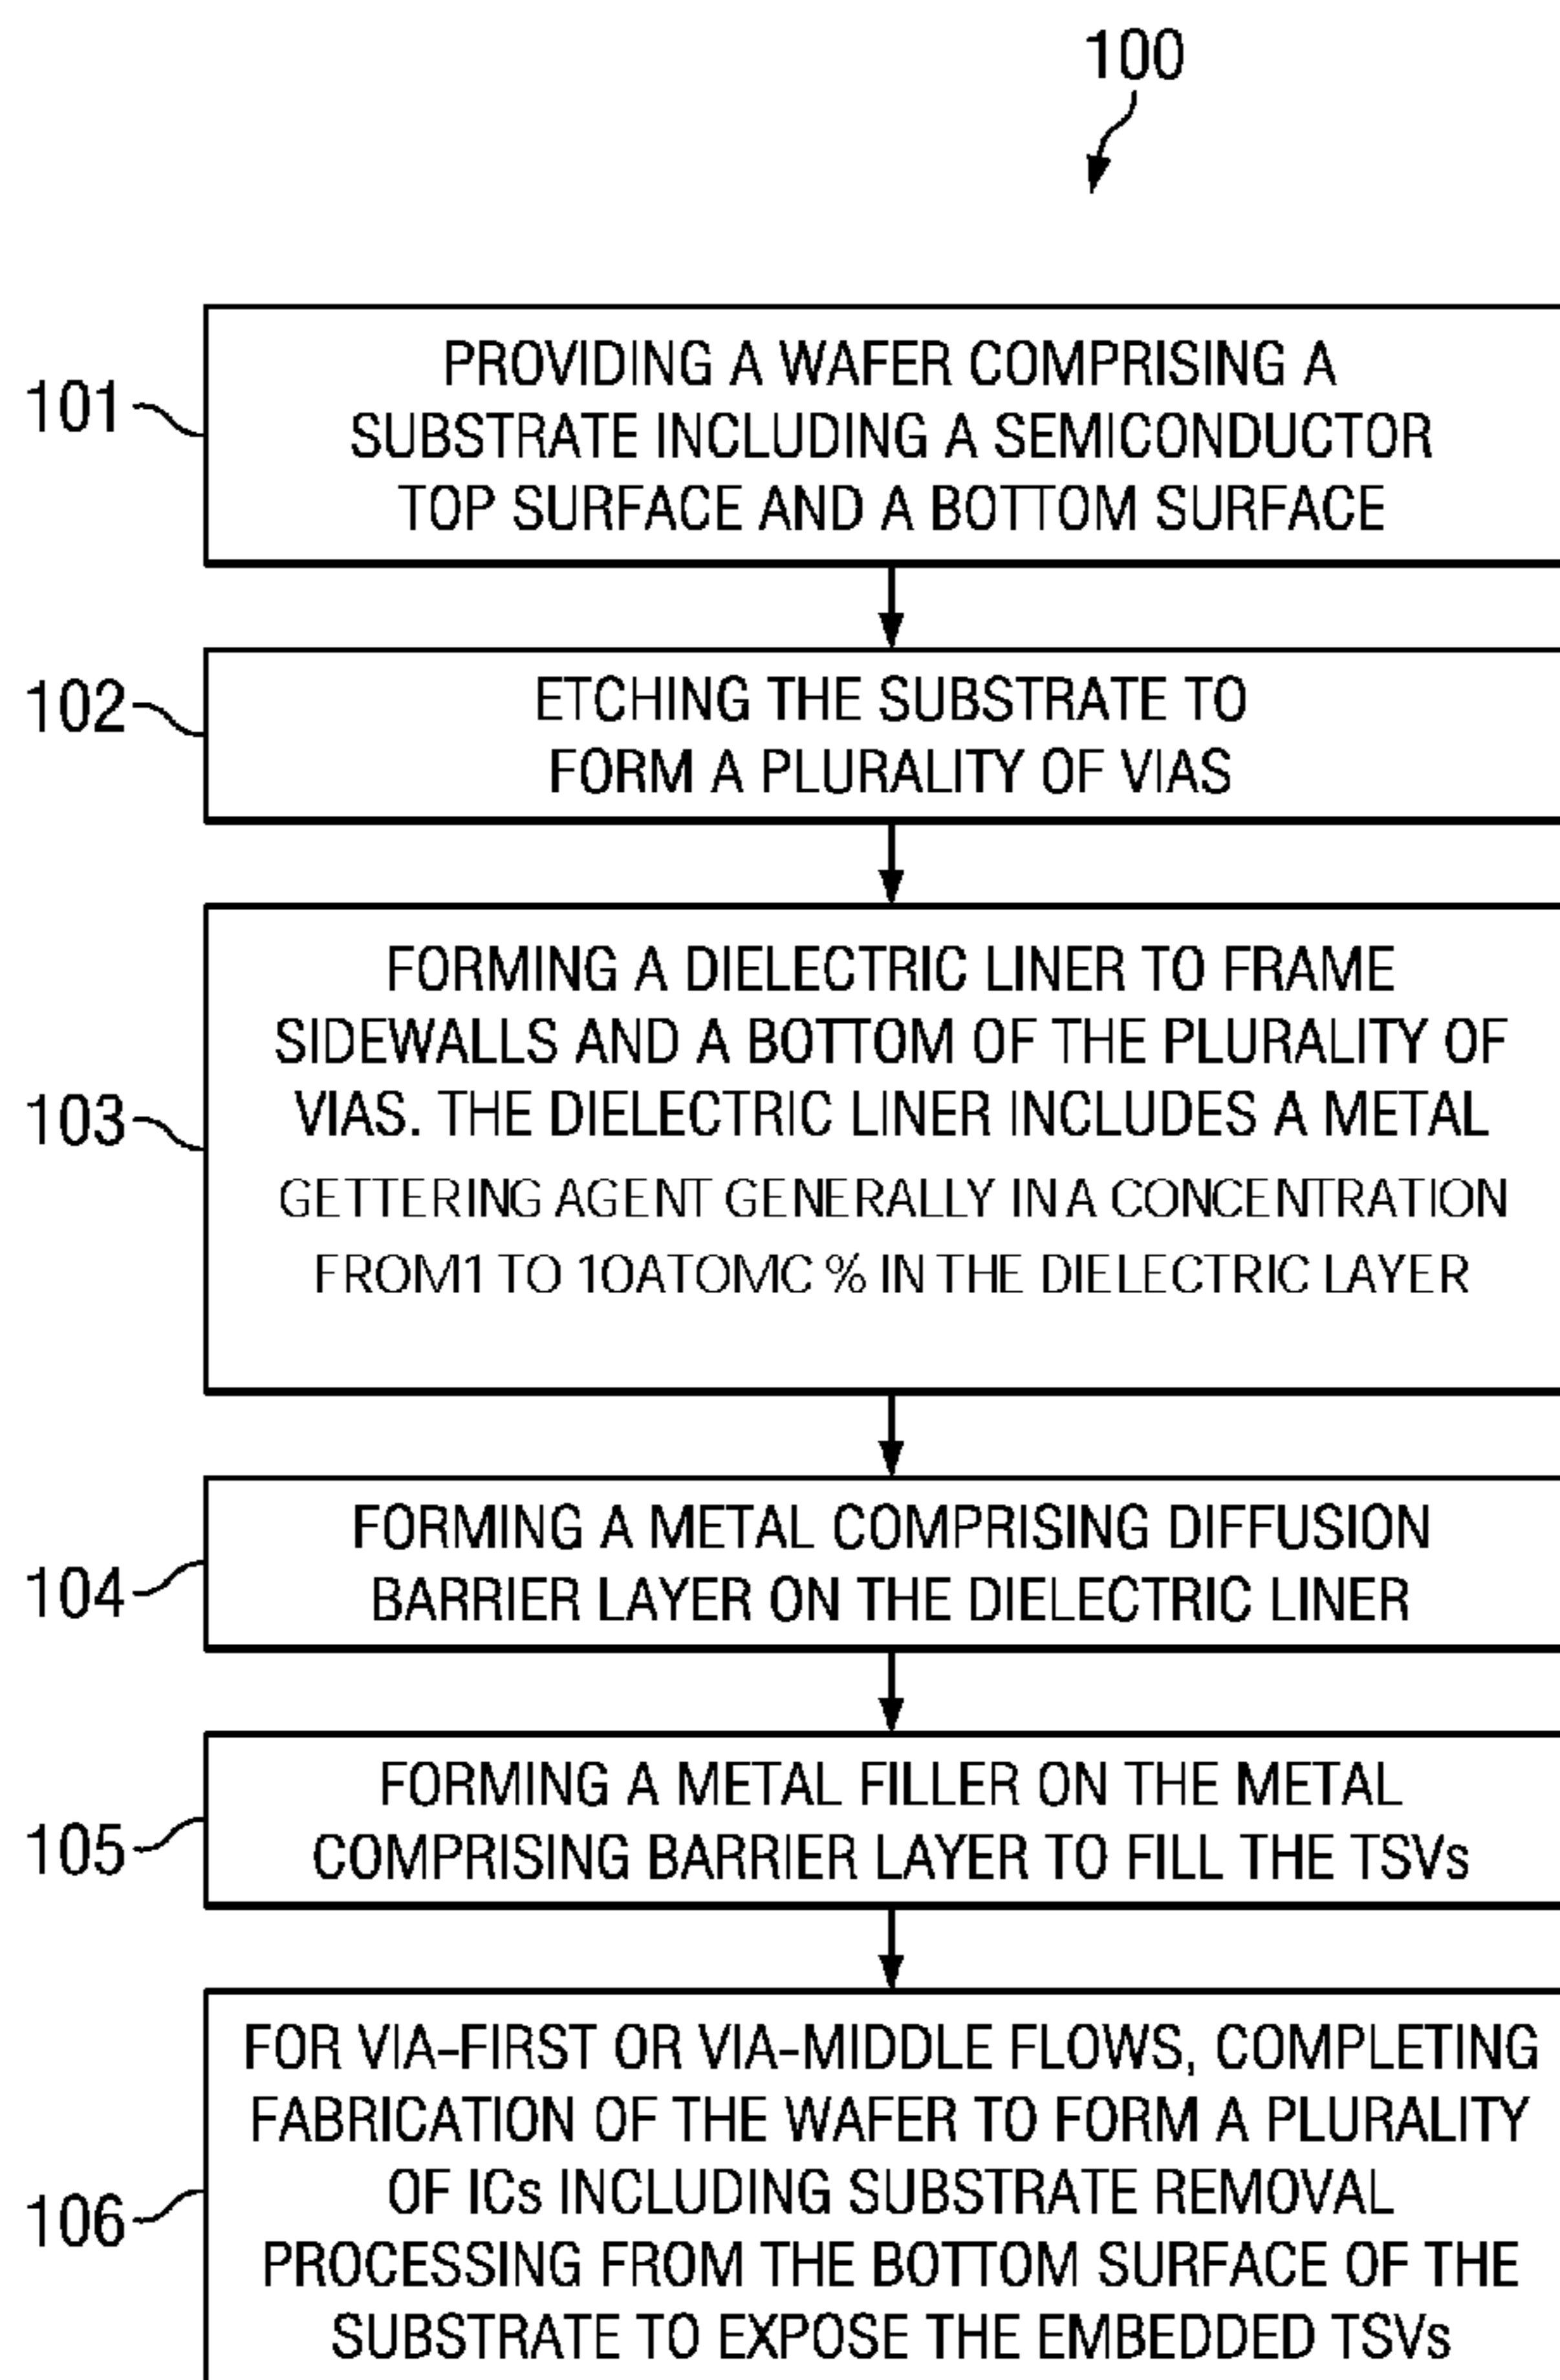 100
101
PROVIDING A WAFER COMPRISING A
SUBSTRATE INCLUDING A SEMICONDUCTOR
TOP SURFACE AND A BOTTOM SURFACE
102
ETCHING THE SUBSTRATE TO
FORM A PLURALITY OF VIAS
103
FORMING A DIELECTRIC LINER TO FRAME
SIDEWALLS AND A BOTTOM OF THE PLURALITY OF
VIAS. THE DIELECTRIC LINER INCLUDES A METAL
GETTERING AGENT GENERALLY IN A CONCENTRATION
FROM1 TO 10ATOMC % IN THE DIELECTRIC LAYER
104
FORMING A METAL COMPRISING DIFFUSION
BARRIER LAYER ON THE DIELECTRIC LINER
105
FORMING A METAL FILLER ON THE METAL
COMPRISING BARRIER LAYER TO FILL THE TSVs
106
FOR VIA-FIRST OR VIA-MIDDLE FLOWS, COMPLETING
FABRICATION OF THE WAFER TO FORM A PLURALITY
OF ICs INCLUDING SUBSTRATE REMOVAL
PROCESSING FROM THE BOTTOM SURFACE OF THE
SUBSTRATE TO EXPOSE THE EMBEDDED TSVs